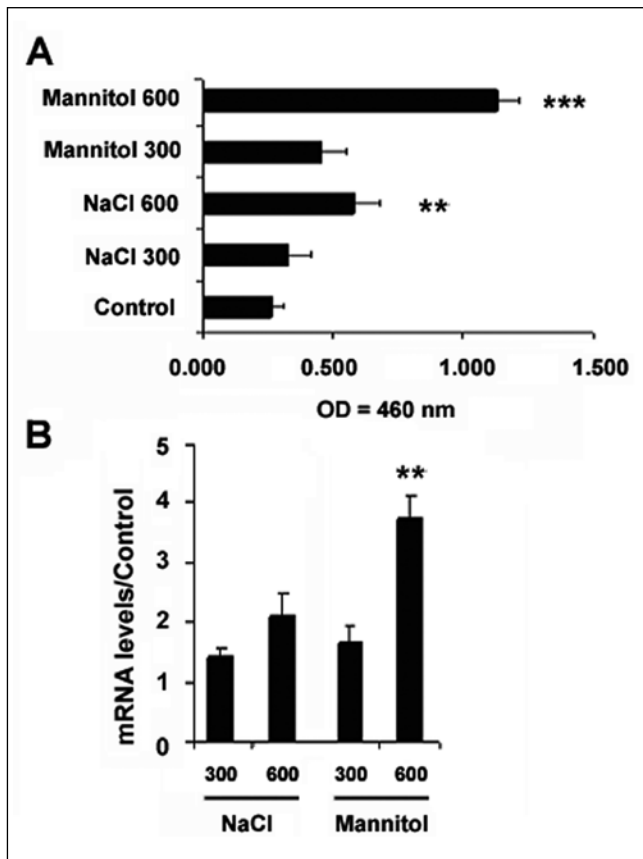 A
Mannitol 600
***
Mannitol 300
NaCl 600
**
NaCl 300
Control
0.000 0.500 1.000 1.500
OD = 460 nm
B
mRNA levels/Control
5
4
3
2
1
0
**
300 600 300 600
NaCl Mannitol